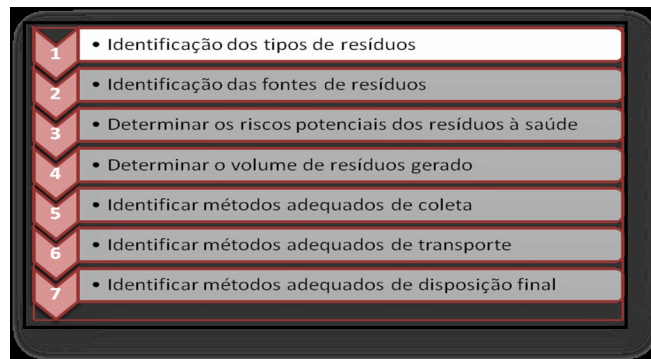 1 • Identificação dos tipos de resíduos
2 • Identificação das fontes de resíduos
3 • Determinar os riscos potenciais dos resíduos à saúde
4 • Determinar o volume de resíduos gerado
5 • Identificar métodos adequados de coleta
6 • Identificar métodos adequados de transporte
7 • Identificar métodos adequados de disposição final